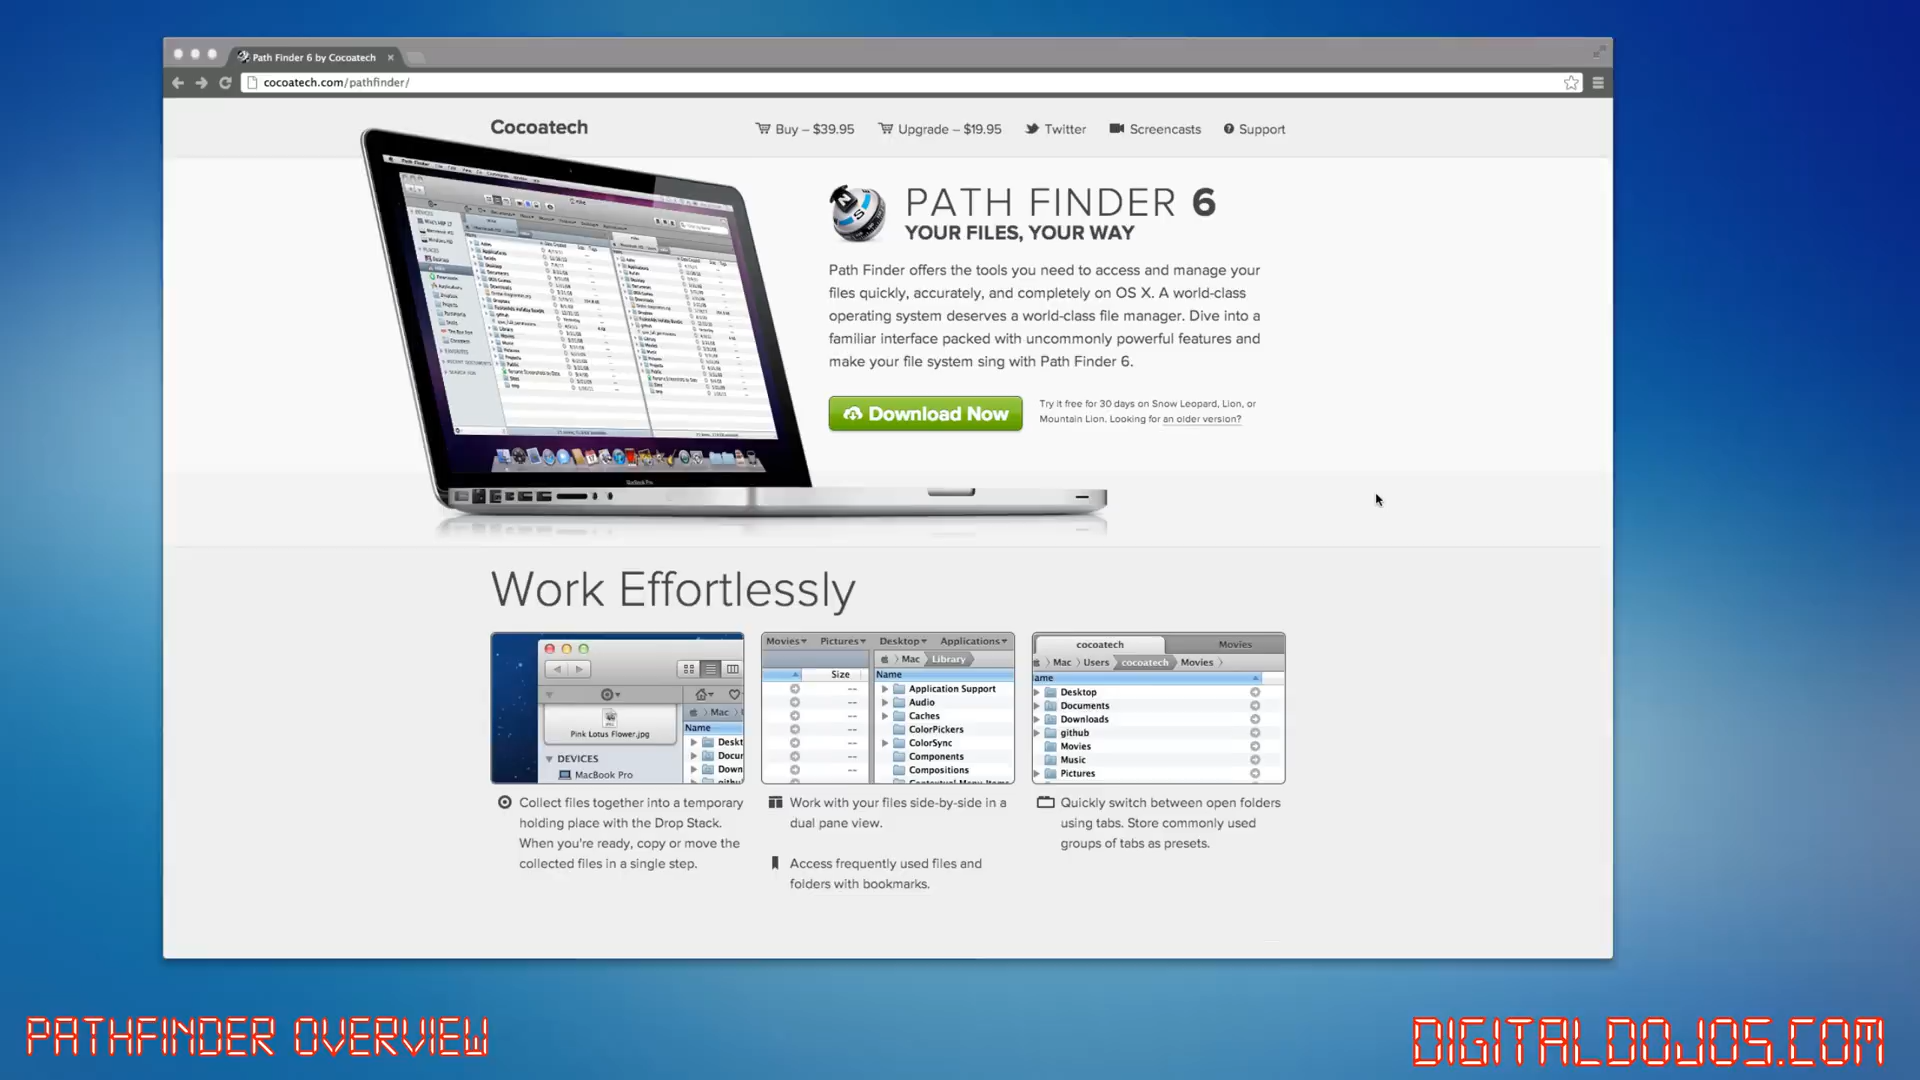 Path Finder 6 by Cocoatech
cocoatech.com/pathfinder/
Cocoatech
Buy – $39.95
Upgrade – $19.95
Twitter
Screencasts
Support
PATH FINDER 6
YOUR FILES, YOUR WAY
Path Finder offers the tools you need to access and manage your
files quickly, accurately, and completely on OS X. A world-class
operating system deserves a world-class file manager. Dive into a
familiar interface packed with uncommonly powerful features and
make your file system sing with Path Finder 6.
Download Now
Try it free for 30 days on Snow Leopard, Lion, or
Mountain Lion. Looking for an older version?
MacBook Pro
Work Effortlessly
Pink Lotus Flower.jpg
DEVICES
MacBook Pro
Mac
Name
Deskt
Docur
Down
Movies
Pictures
Desktop
Applications
Mac
Library
Size
Name
Application Support
Audio
Caches
ColorPickers
ColorSync
Components
Compositions
cocoatech
Movies
Mac
Users
cocoatech
Movies
ame
Desktop
Documents
Downloads
github
Movies
Music
Pictures
Collect files together into a temporary
holding place with the Drop Stack.
When you're ready, copy or move the
collected files in a single step.
Work with your files side-by-side in a
dual pane view.
Access frequently used files and
folders with bookmarks.
Quickly switch between open folders
using tabs. Store commonly used
groups of tabs as presets.
PATHFINDER OVERVIEW
DIGITALDOJOS.COM